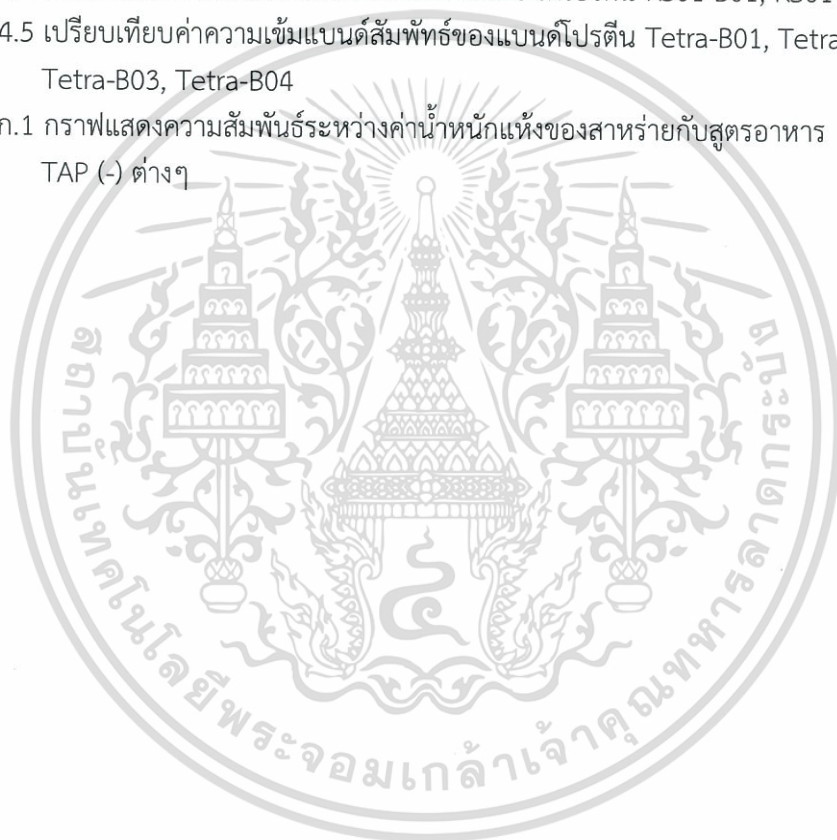 4.5 เปรียบเทียบค่าความเข้มแบนด์สัมพัทธ์ของแบนด์โปรตีน Tetra-B01, Tetra
Tetra-B03, Tetra-B04
ก.1 กราฟแสดงความสัมพันธ์ระหว่างค่าน้ำหนักแห้งของสาหร่ายกับสูตรอาหาร
TAP (-) ต่างๆ
สถาบันเทคโนโลยีพระจอมเกล้าเจ้าคุณทหารลาดกระบัง